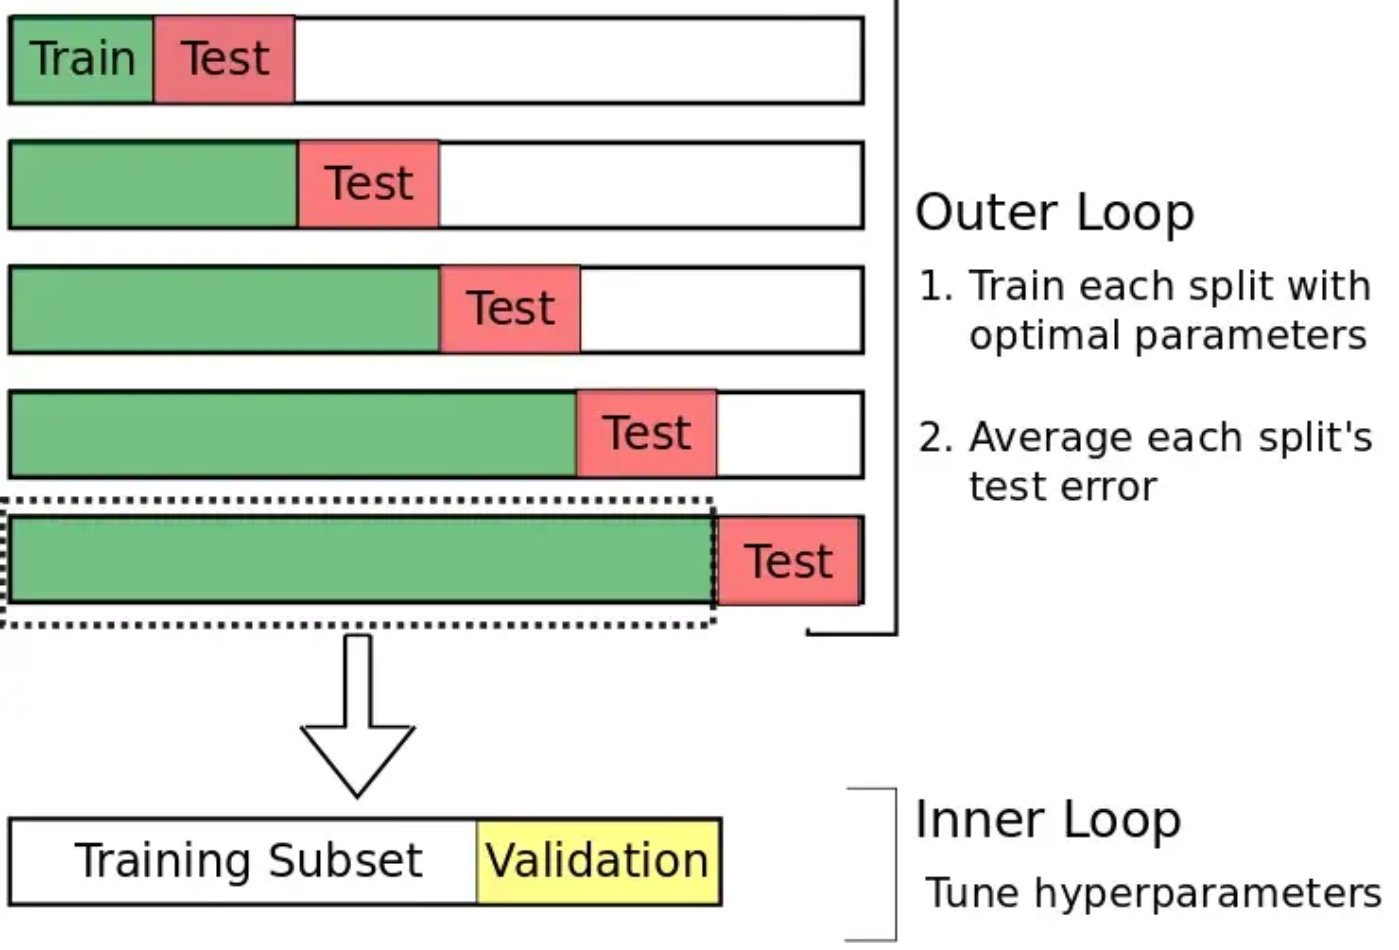 Train Test
Test
Test
Test
Test
Outer Loop
1. Train each split with
optimal parameters
2. Average each split's
test error
Training Subset Validation
Inner Loop
Tune hyperparameters